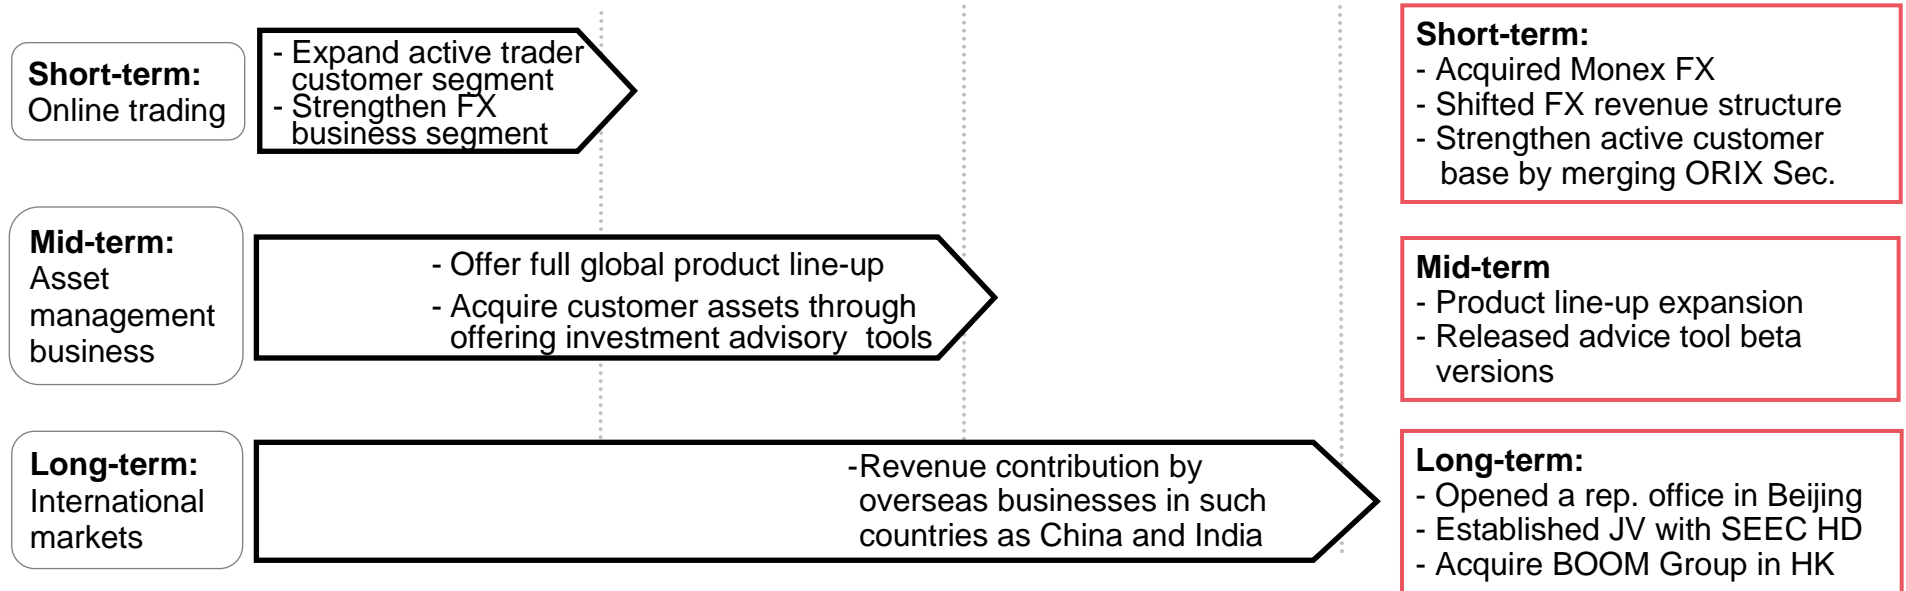 Short-term:
Online trading
- Expand active trader
customer segment
- Strengthen FX
business segment
Short-term:
- Acquired Monex FX
- Shifted FX revenue structure
- Strengthen active customer
base by merging ORIX Sec.
Mid-term:
Asset
management
business
- Offer full global product line-up
- Acquire customer assets through
offering investment advisory tools
Mid-term
- Product line-up expansion
- Released advice tool beta
versions
Long-term:
International
markets
-Revenue contribution by
overseas businesses in such
countries as China and India
Long-term:
- Opened a rep. office in Beijing
- Established JV with SEEC HD
- Acquire BOOM Group in HK